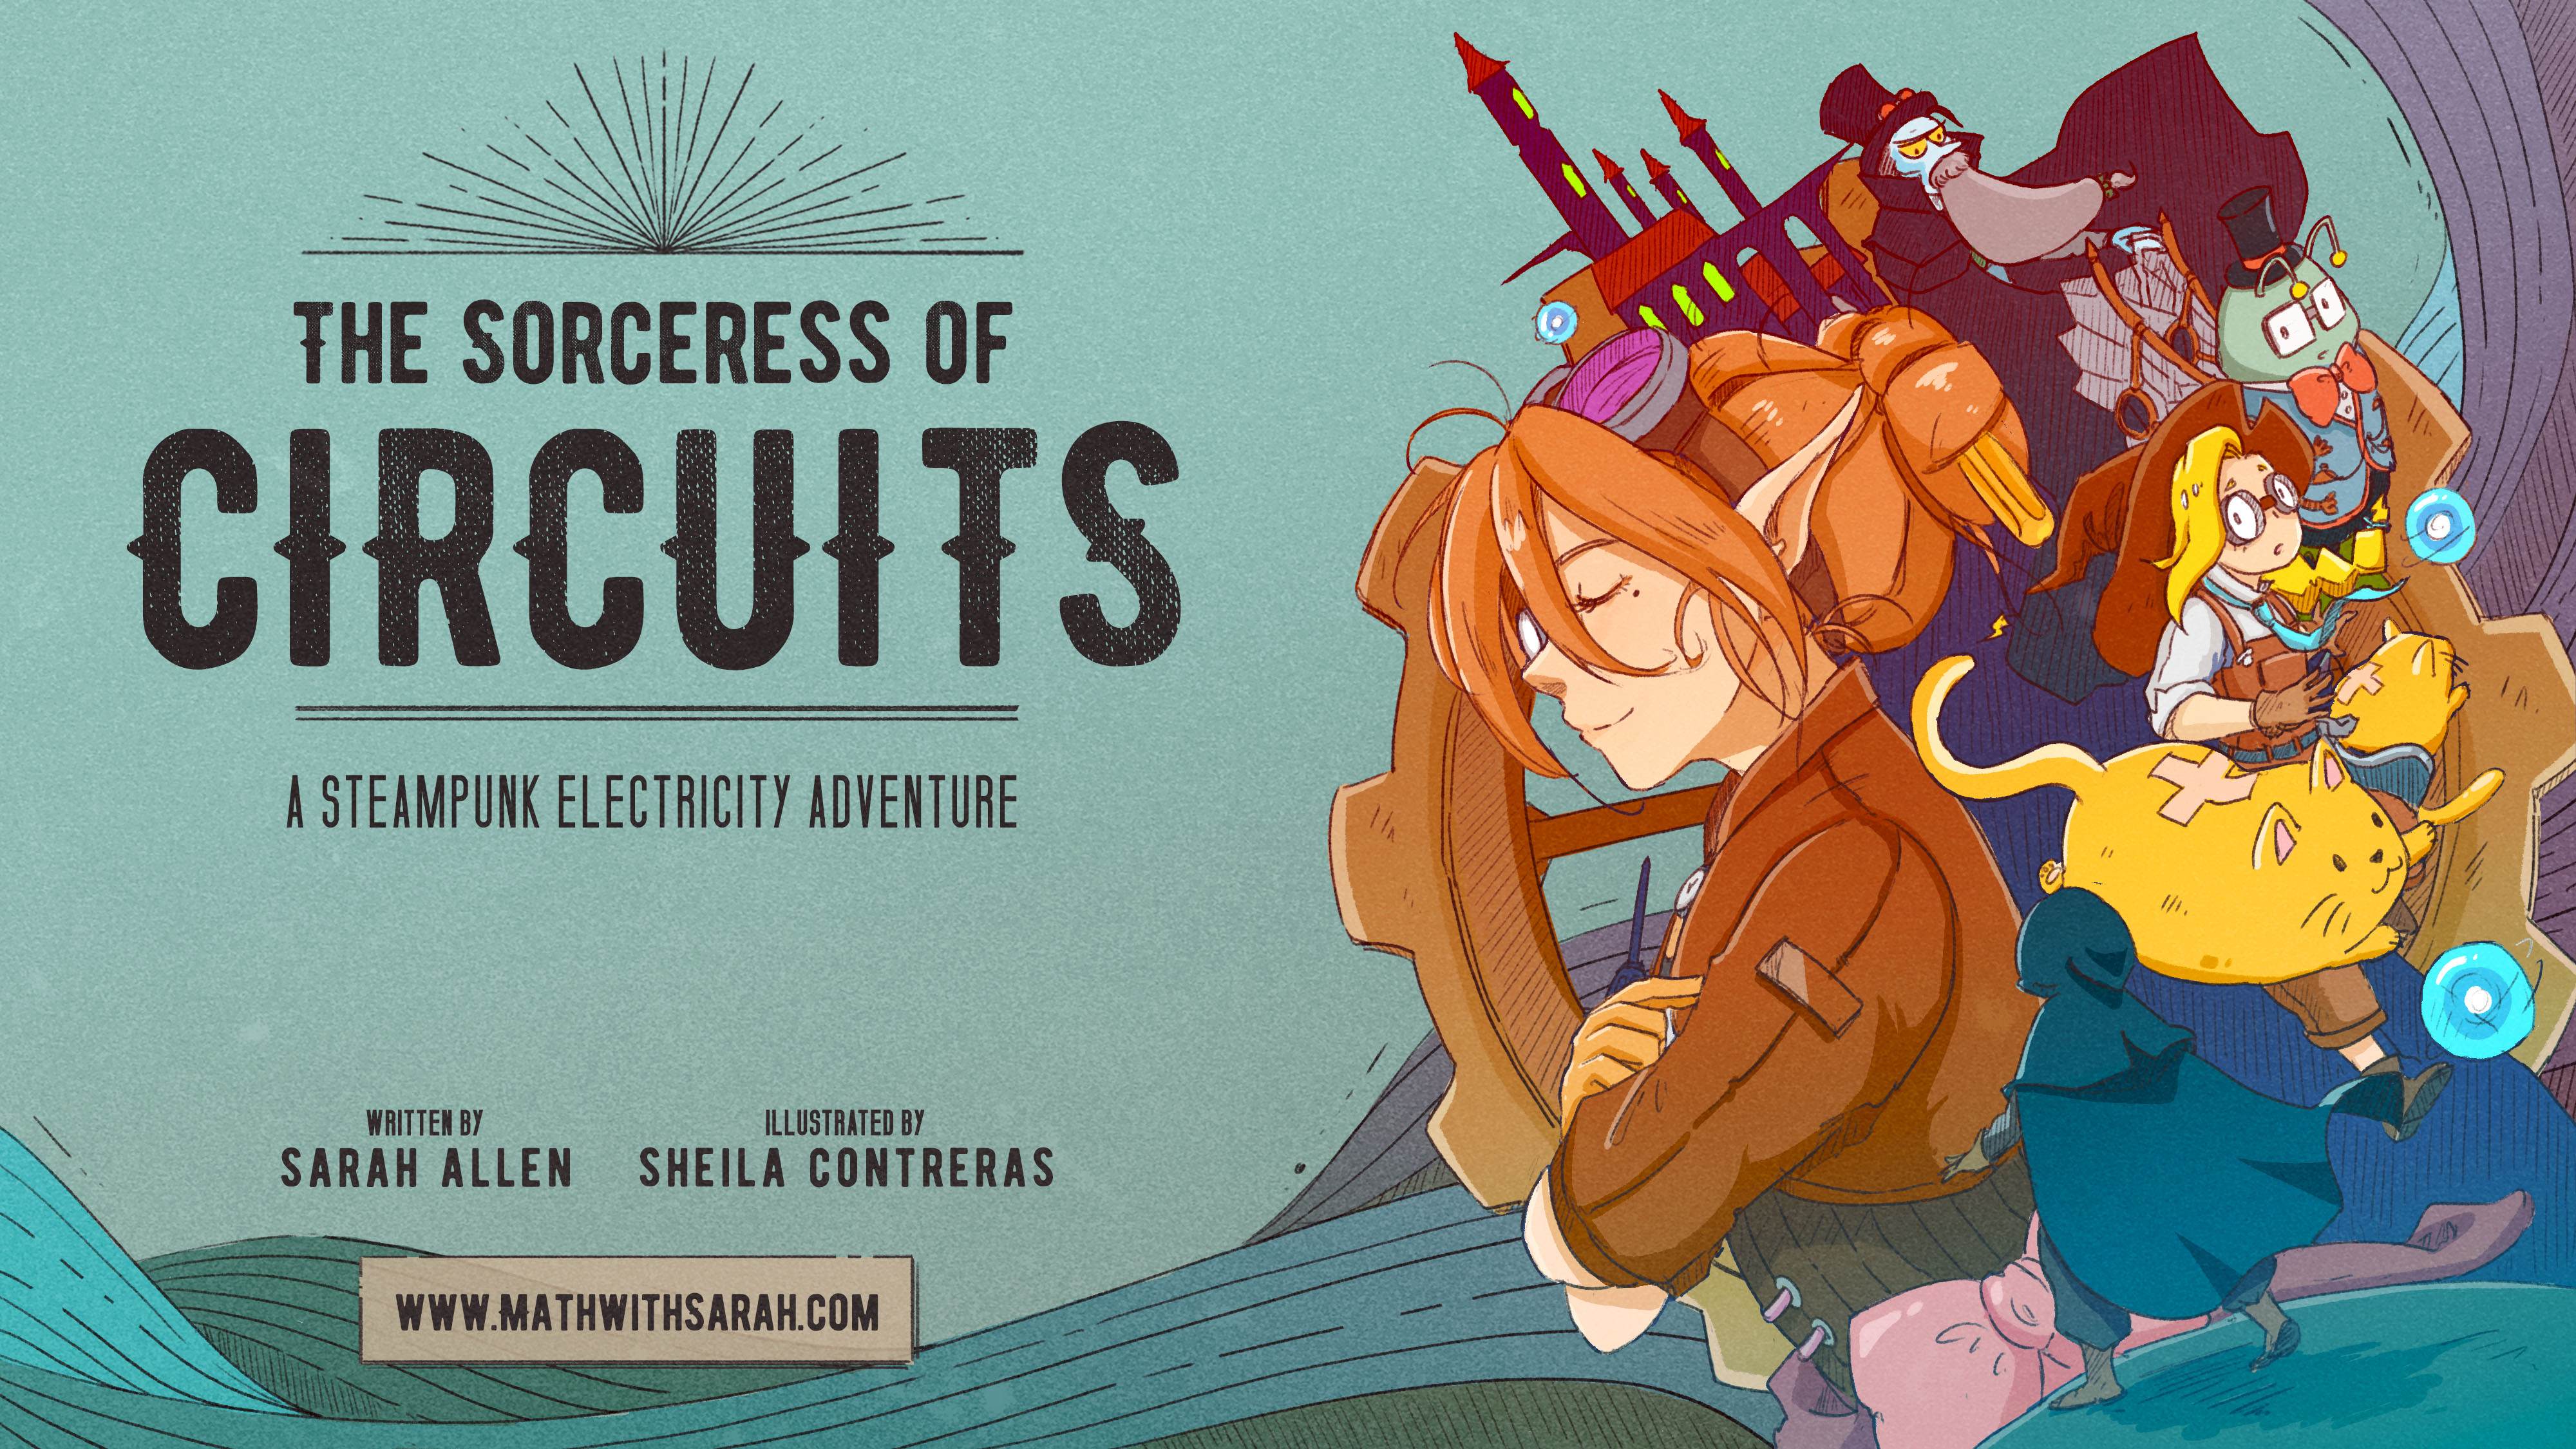 THE SORCERESS OF
CIRCUITS
A STEAMPUNK ELECTRICITY ADVENTURE
WRITTEN BY
SARAH ALLEN
ILLUSTRATED BY
SHEILA CONTRERAS
WWW.MATHWITHSARAH.COM